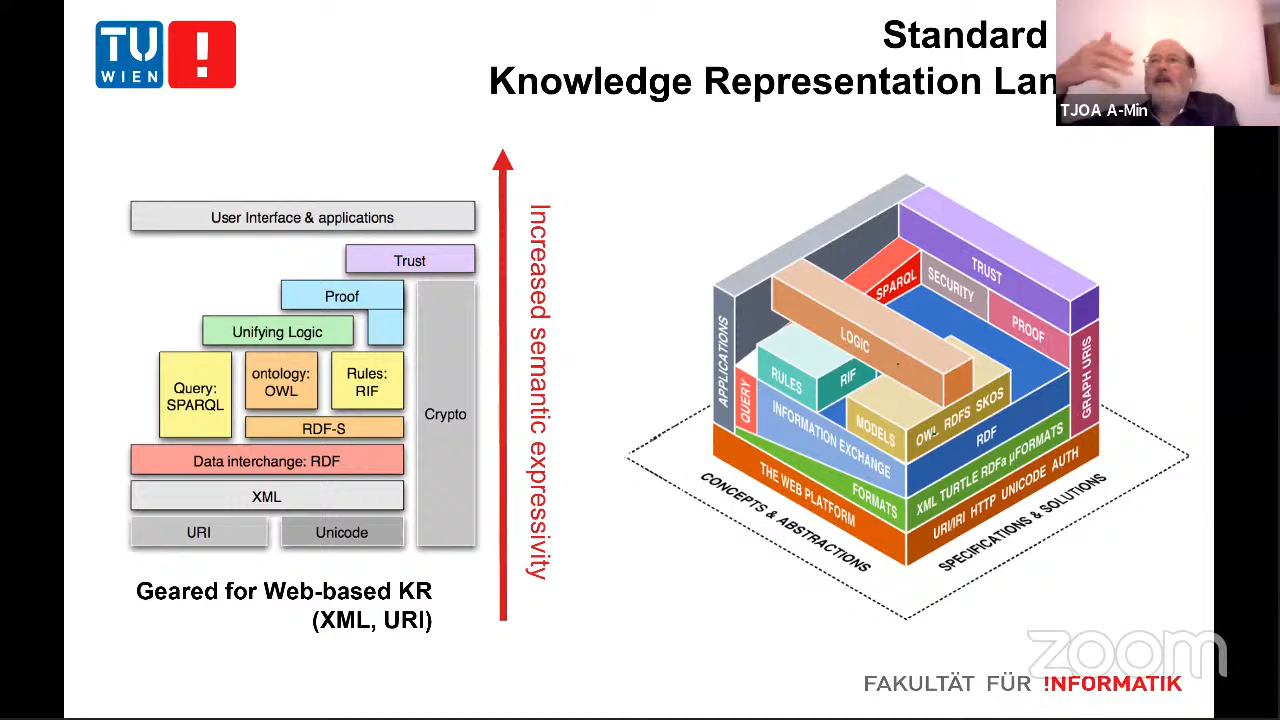 TU
WIEN
!
Standard
Knowledge Representation Lan
TJOA A-Min
User Interface & applications
Trust
Proof
Unifying Logic
Query:
SPARQL
ontology:
OWL
Rules:
RIF
Crypto
RDF-S
Data interchange: RDF
XML
URI
Unicode
Geared for Web-based KR
(XML, URI)
Increased semantic expressivity
TRUST
SPARQL
SECURITY
PROOF
LOGIC
APPLICATIONS
RULES
RIF
GRAPH URIS
QUERY
INFORMATION EXCHANGE
MODELS
OWL RDFS SKOS
RDF
FORMATS
XML TURTLE RDFa µFORMATS
THE WEB PLATFORM
URI/IRI HTTP UNICODE AUTH
CONCEPTS & ABSTRACTIONS
SPECIFICATIONS & SOLUTIONS
zoom
FAKULTÄT FÜR !NFORMATIK